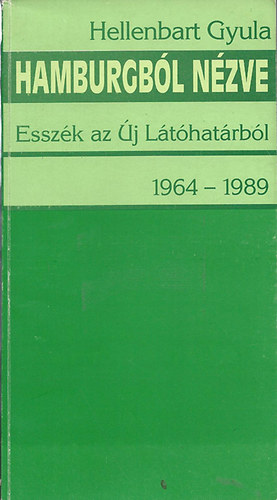 Hellenbart Gyula
HAMBURGBÓL NÉZVE
Esszék az Új Látóhatárból
1964 – 1989